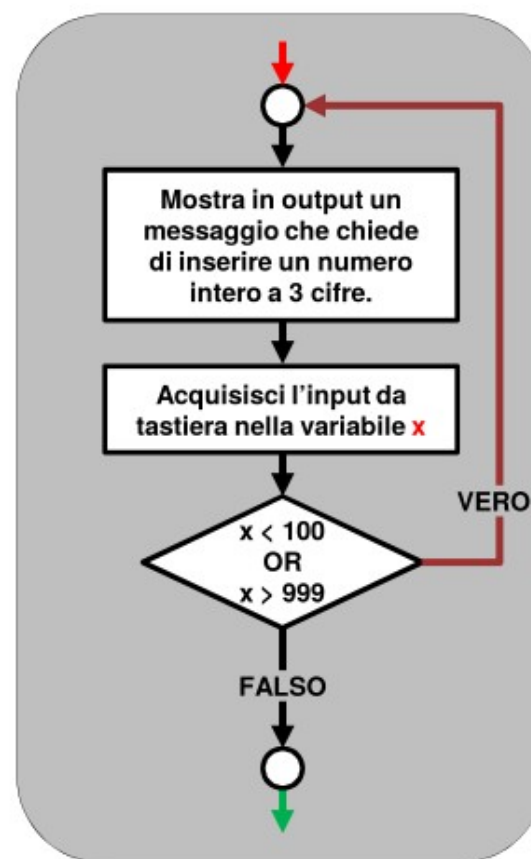 Mostra in output un
messaggio che chiede
di inserire un numero
intero a 3 cifre.
Acquisisci l'input da
tastiera nella variabile x
x < 100
OR
x > 999
VERO
FALSO